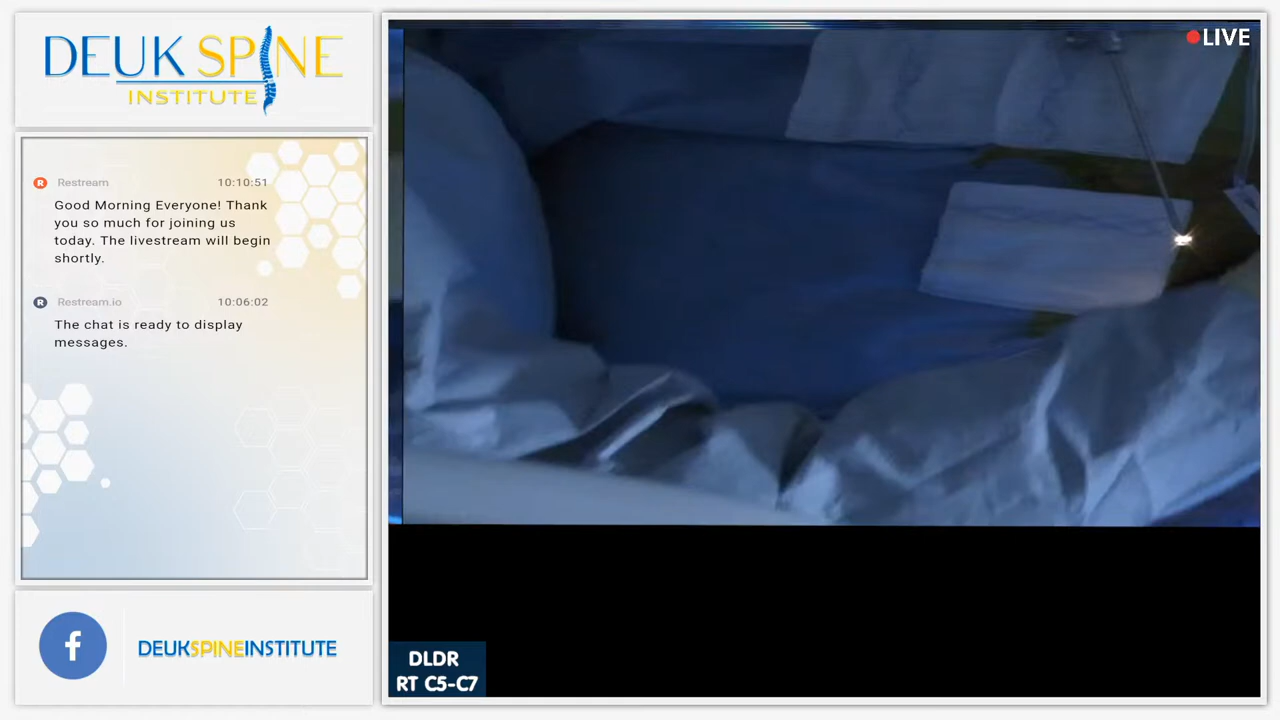 DEUK SPINE
INSTITUTE
R Restream 10:10:51
Good Morning Everyone! Thank
you so much for joining us
today. The livestream will begin
shortly.
R Restream.io 10:06:02
The chat is ready to display
messages.
f DEUKSPINEINSTITUTE
LIVE
DLDR
RT C5-C7